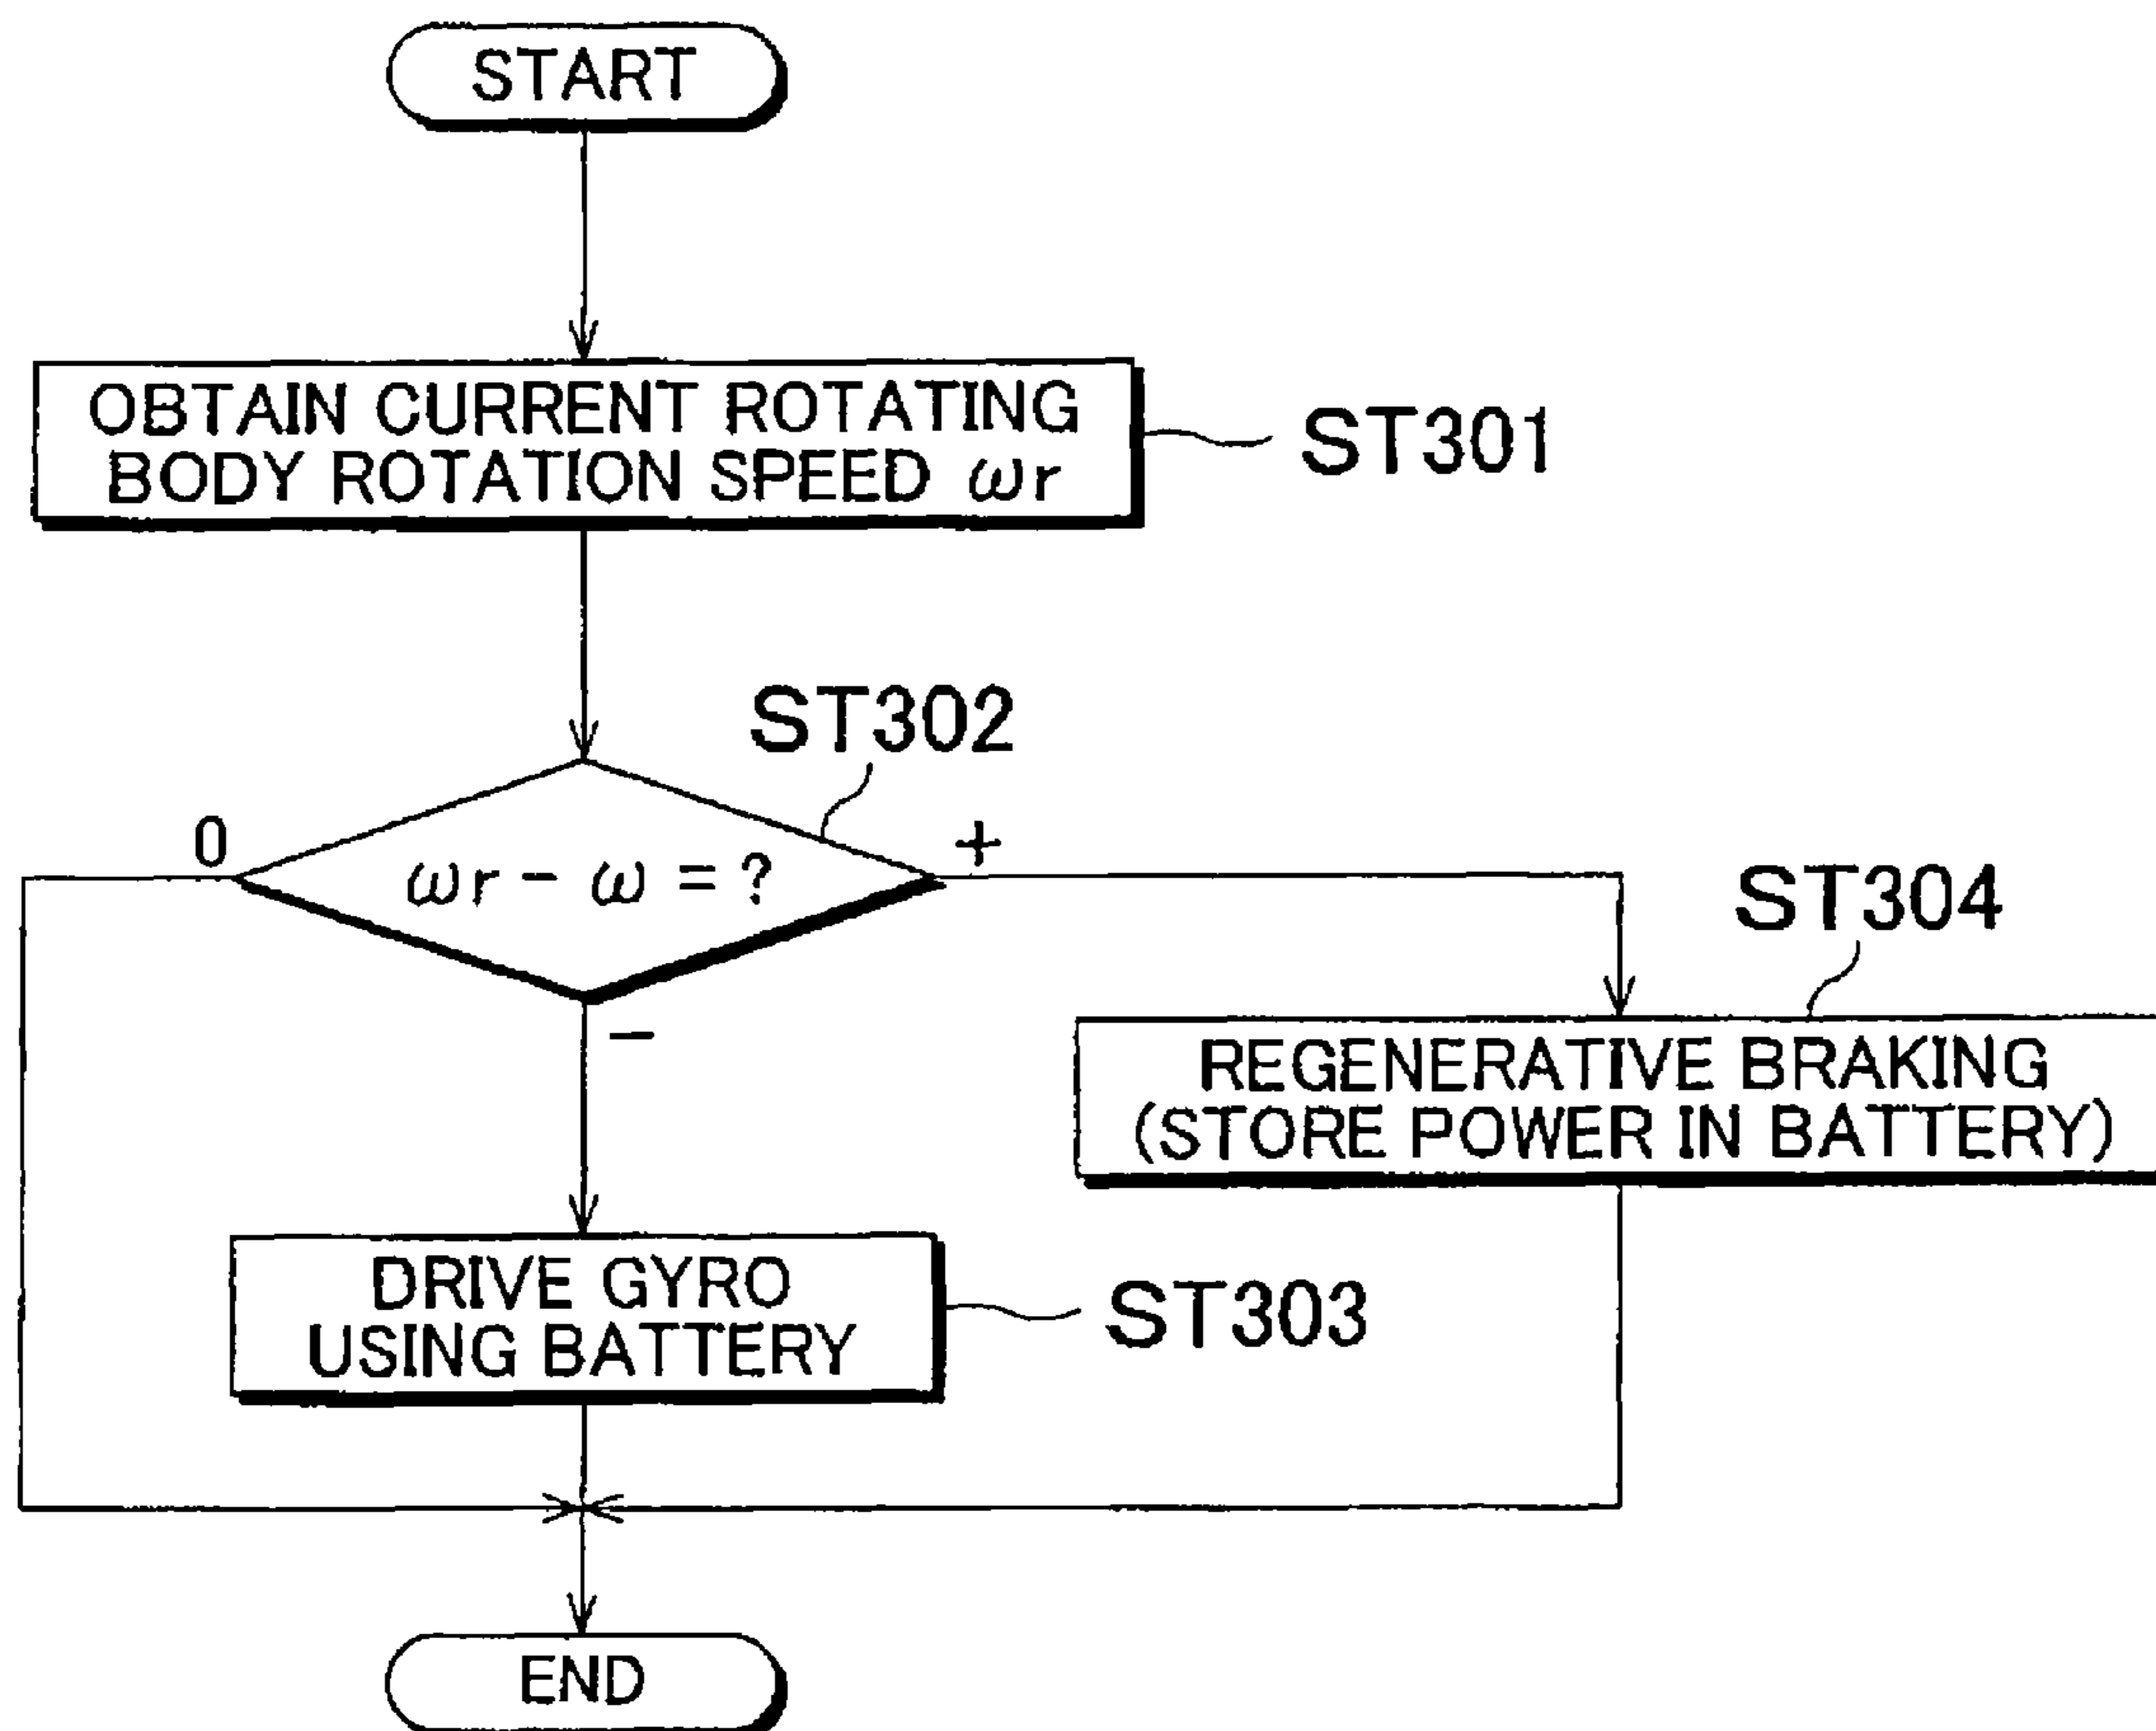 START
OBTAIN CURRENT ROTATING
BODY ROTATION SPEED ωr
ST301
ST302
0
ωr - ω = ?
+
ST304
−
REGENERATIVE BRAKING
(STORE POWER IN BATTERY)
DRIVE GYRO
USING BATTERY
ST303
END